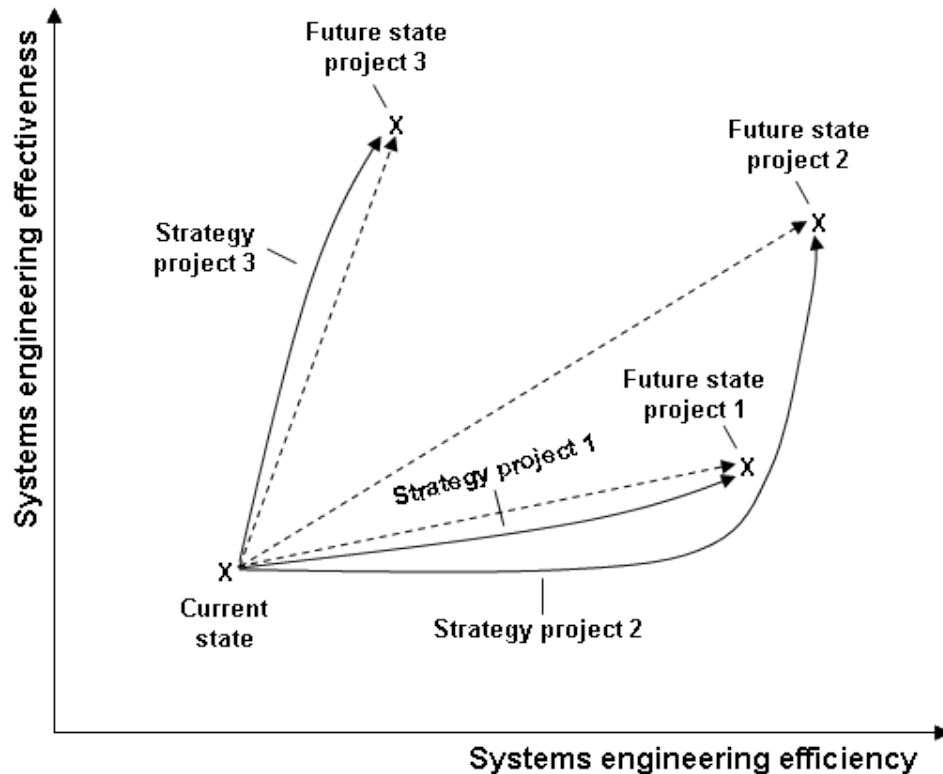 Systems engineering effectiveness
Future state
project 3
X
Future state
project 2
X
Strategy
project 3
Future state
project 1
X
Strategy project 1
X
Current
state
Strategy project 2
Systems engineering efficiency